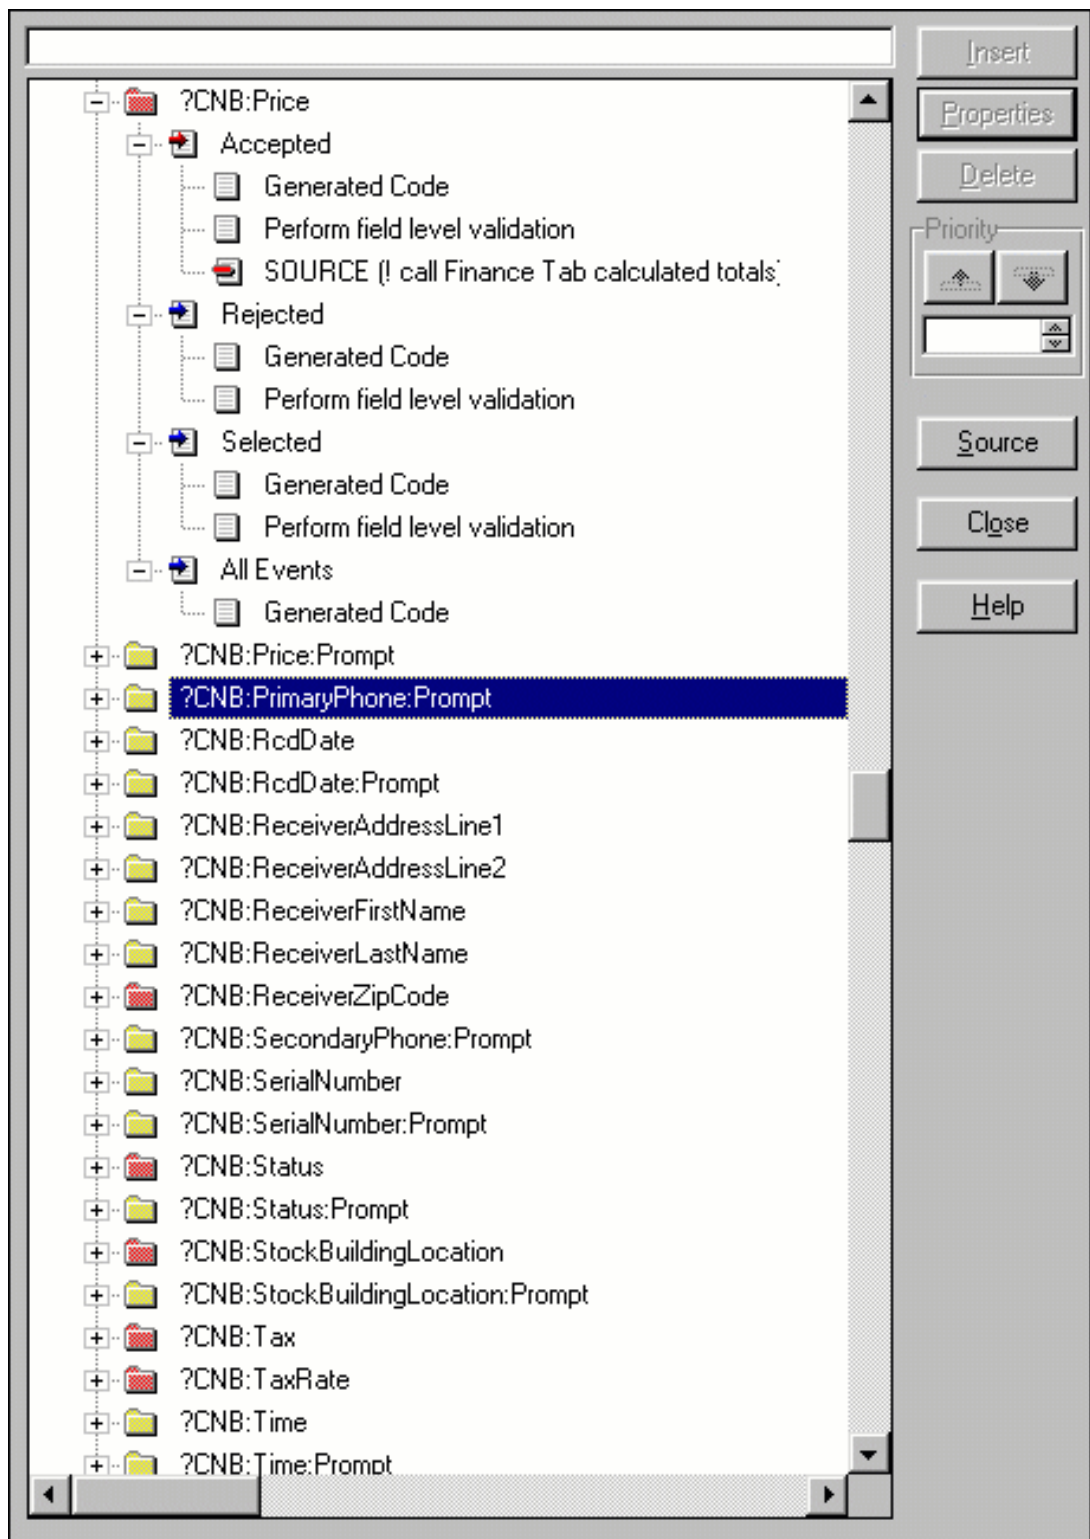 Insert
?CNB:Price
Properties
Accepted
Generated Code
Delete
Perform field level validation
Priority
SOURCE (! call Finance Tab calculated totals)
Rejected
Generated Code
Perform field level validation
Selected
Source
Generated Code
Perform field level validation
Close
All Events
Generated Code
Help
?CNB:Price:Prompt
?CNB:PrimaryPhone:Prompt
?CNB:RcdDate
?CNB:RcdDate:Prompt
?CNB:ReceiverAddressLine1
?CNB:ReceiverAddressLine2
?CNB:ReceiverFirstName
?CNB:ReceiverLastName
?CNB:ReceiverZipCode
?CNB:SecondaryPhone:Prompt
?CNB:SerialNumber
?CNB:SerialNumber:Prompt
?CNB:Status
?CNB:Status:Prompt
?CNB:StockBuildingLocation
?CNB:StockBuildingLocation:Prompt
?CNB:Tax
?CNB:TaxRate
?CNB:Time
?CNB:Time:Prompt